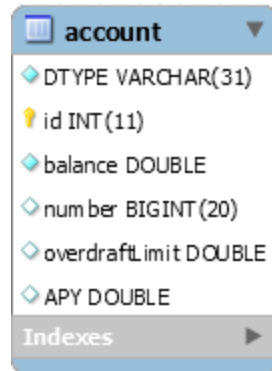 account
DTYPE VARCHAR(31)
id INT(11)
balance DOUBLE
number BIGINT(20)
overdraftLimit DOUBLE
APY DOUBLE
Indexes